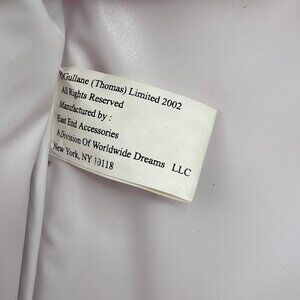 Gullane (Thomas) Limited 2002
All Rights Reserved
Manufactured by :
East End Accessories
A Division Of Worldwide Dreams LLC
New York, NY 10118